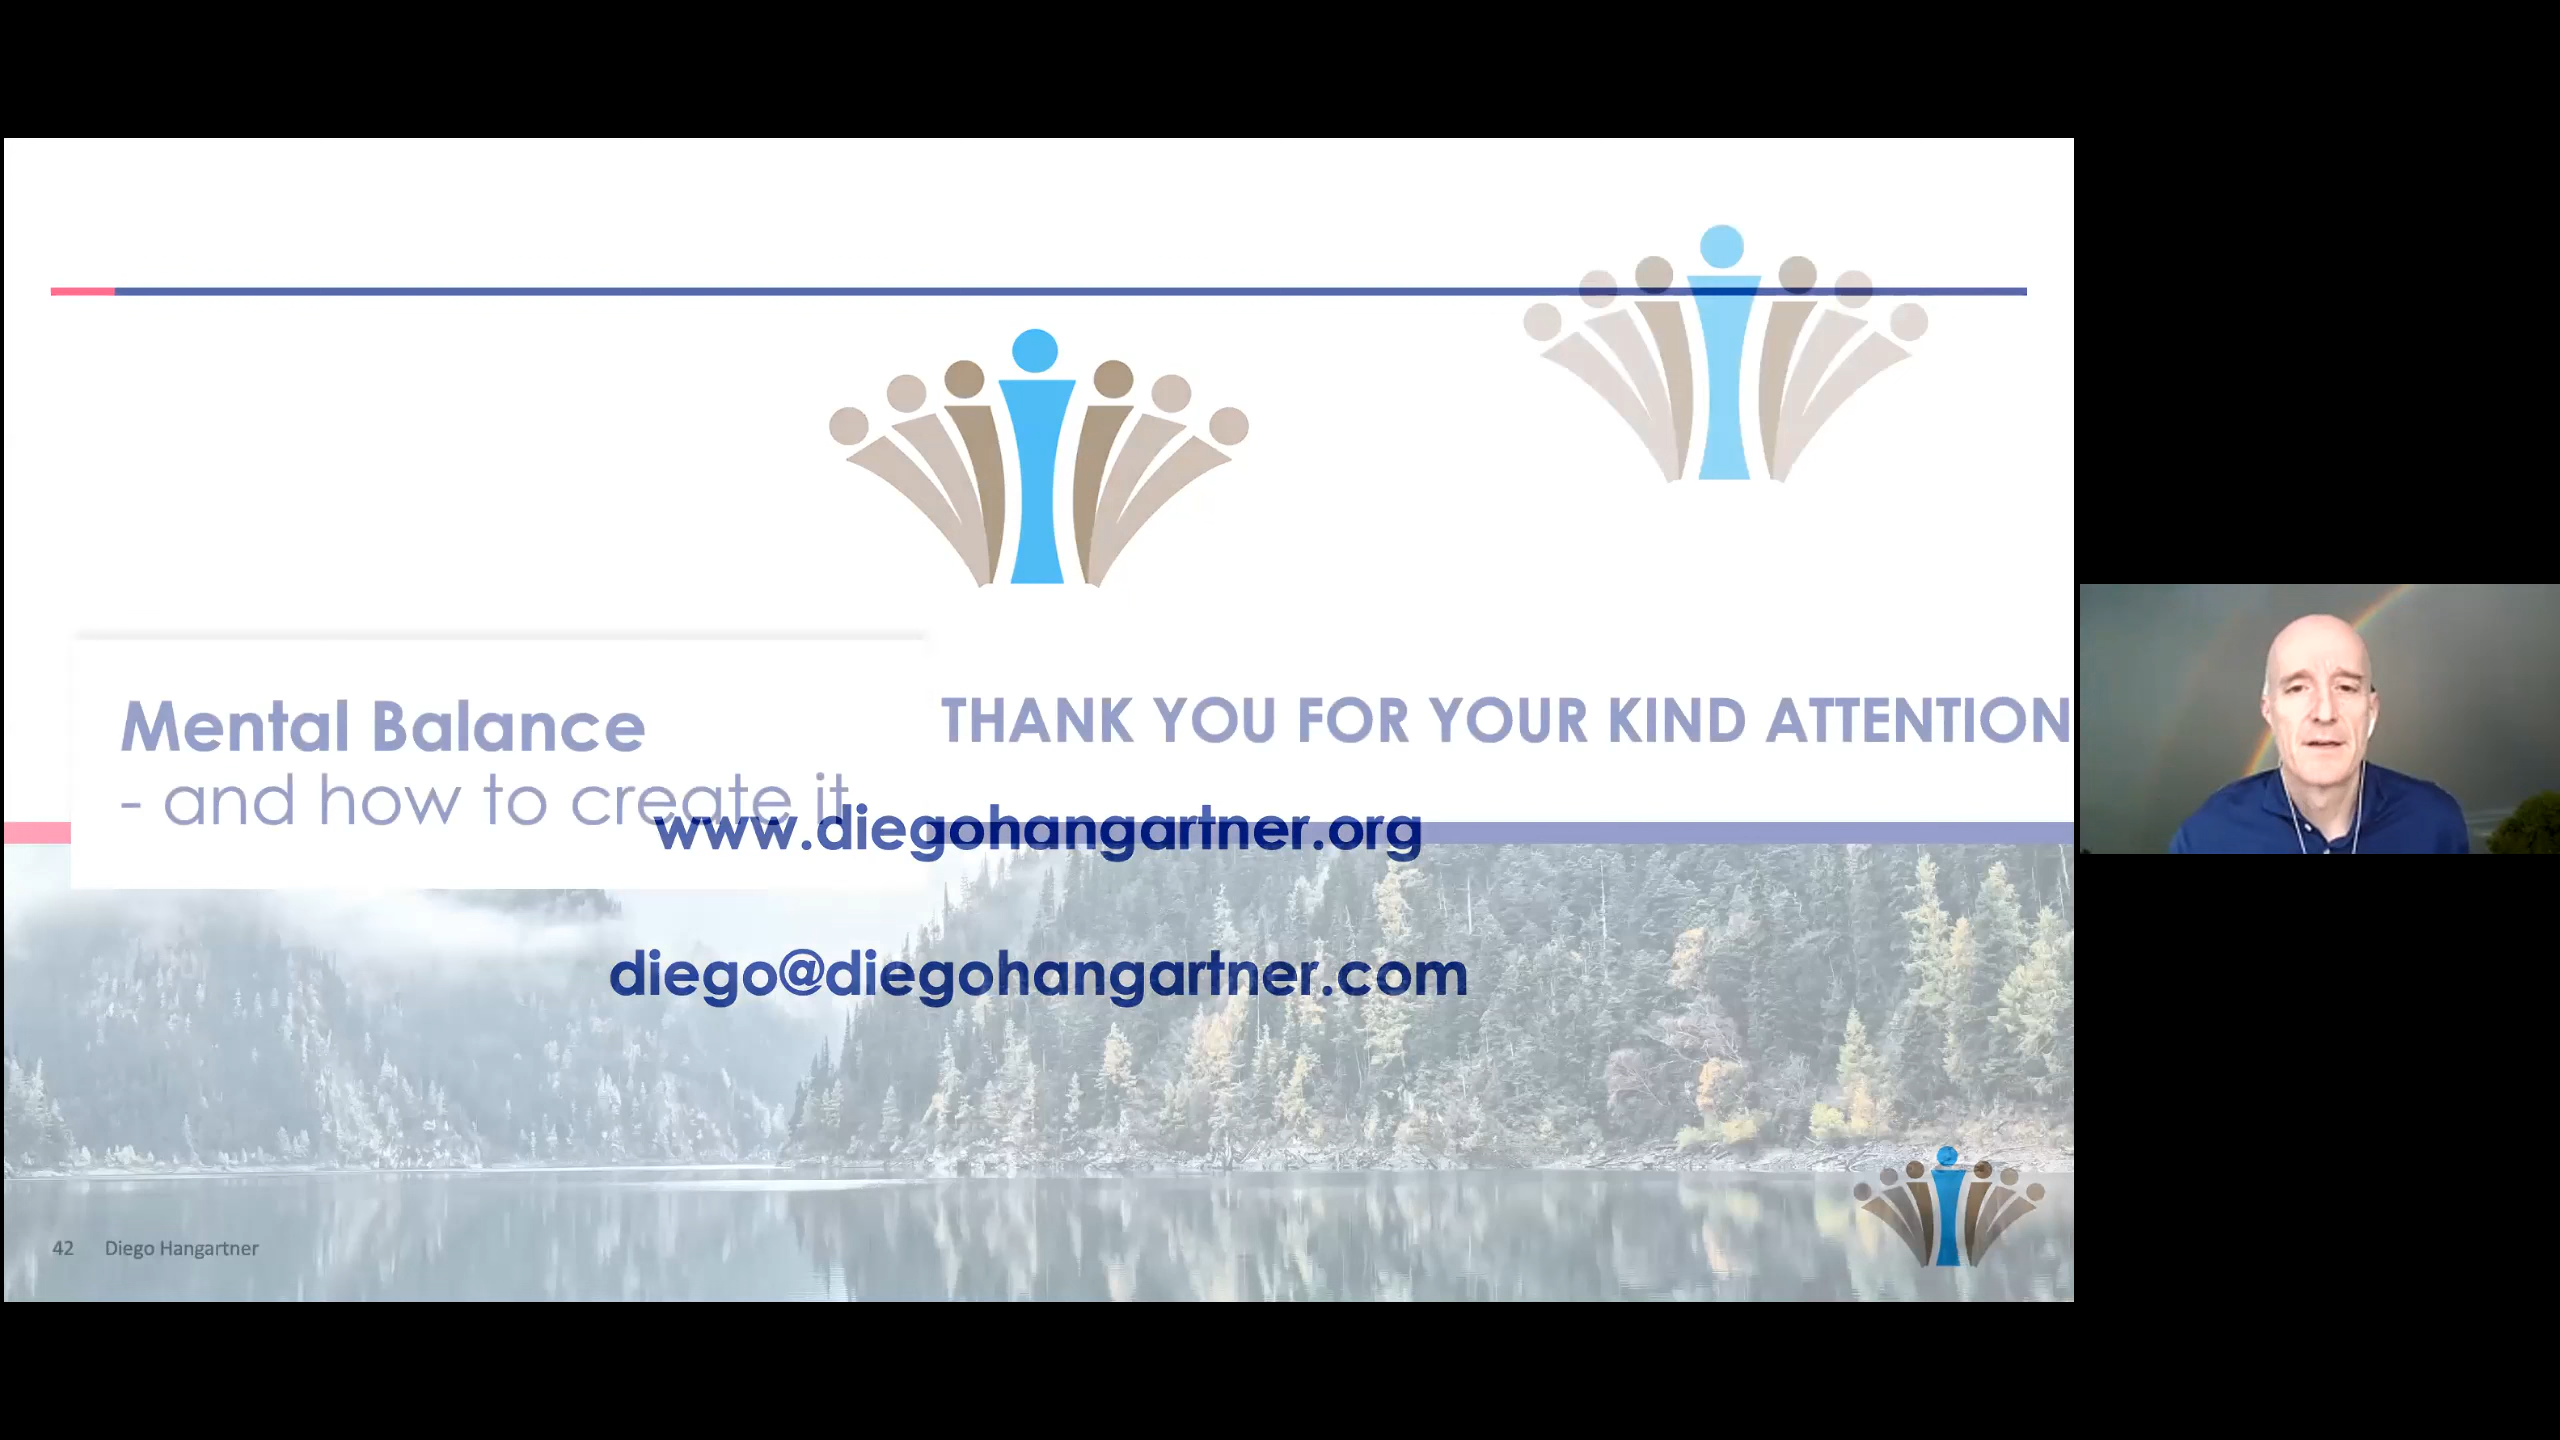 Mental Balance
- and how to create it
THANK YOU FOR YOUR KIND ATTENTION
www.diegohangartner.org
diego@diegohangartner.com
42 Diego Hangartner